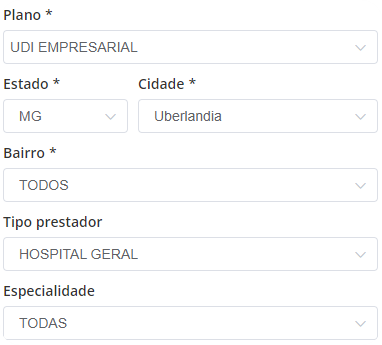 Plano *
UDI EMPRESARIAL
Estado * Cidade *
MG Uberlandia
Bairro *
TODOS
Tipo prestador
HOSPITAL GERAL
Especialidade
TODAS